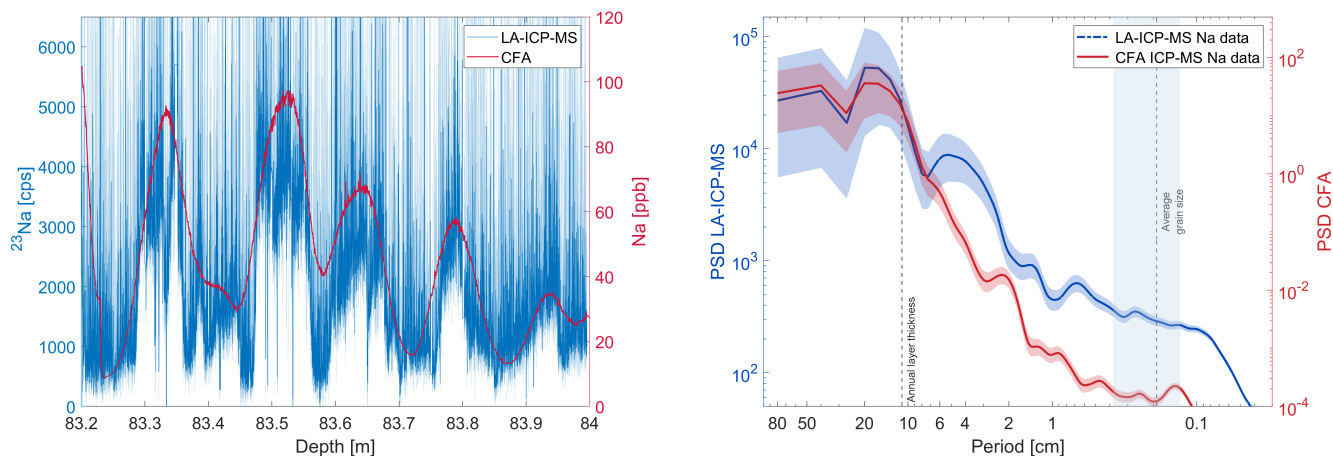 6000
5000
4000
3000
2000
1000
0
²³Na [cps]
LA-ICP-MS
CFA
120
100
80
60
40
20
0
Na [ppb]
83.2 83.3 83.4 83.5 83.6 83.7 83.8 83.9 84
Depth [m]
10⁵
10⁴
10³
10²
PSD LA-ICP-MS
LA-ICP-MS Na data
CFA ICP-MS Na data
Annual layer thickness
Average
grain size
10²
10⁰
10⁻²
10⁻⁴
PSD CFA
80 50 20 10 6 4 2 1 0.1
Period [cm]